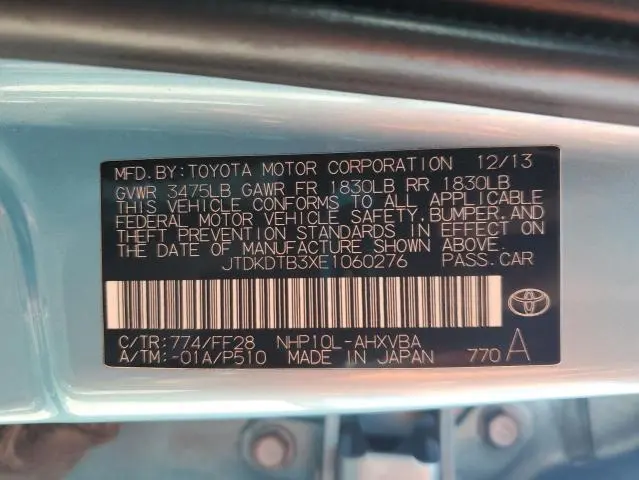 MFD.BY:TOYOTA MOTOR CORPORATION 12/13
GVWR 3475LB GAWR FR 1830LB RR 1830LB
THIS VEHICLE CONFORMS TO ALL APPLICABLE
FEDERAL MOTOR VEHICLE SAFETY,BUMPER,AND
THEFT PREVENTION STANDARDS IN EFFECT ON
THE DATE OF MANUFACTURE SHOWN ABOVE.
JTDKDTB3XE1060276 PASS.CAR
C/TR:774/FF28 NHP10L-AHXVBA
A/TM:-01A/P510 MADE IN JAPAN 770 A